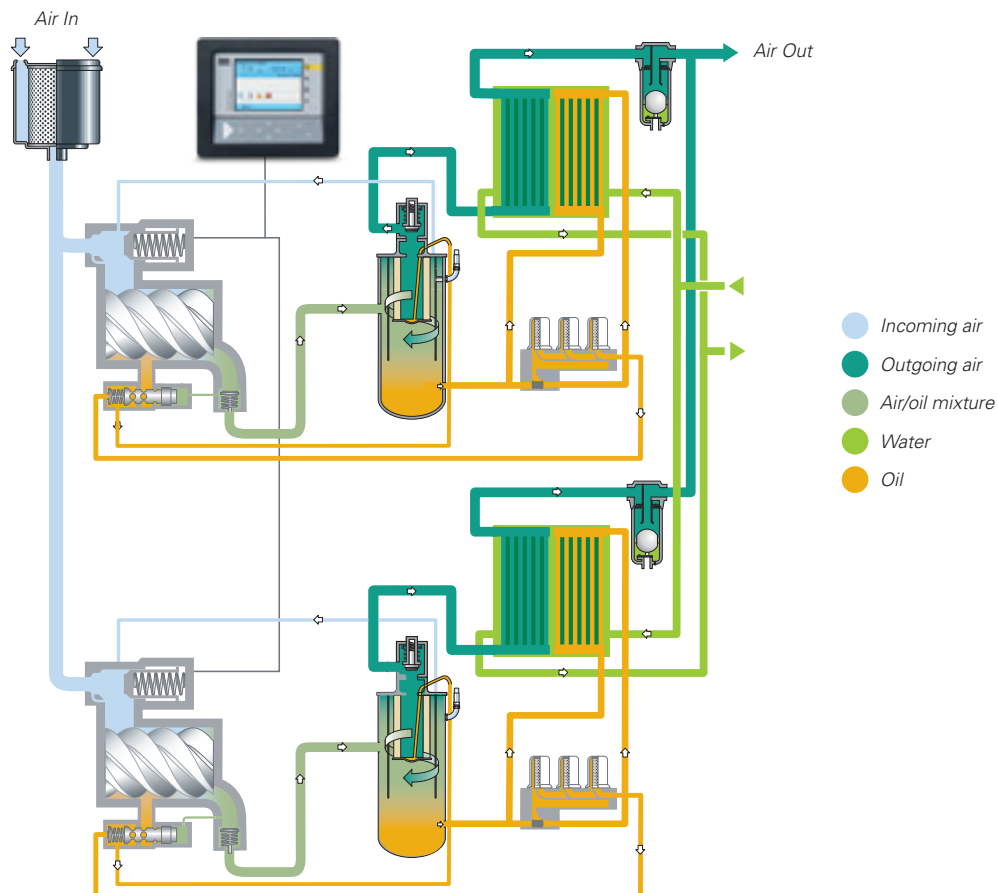 Air In
Air Out
Incoming air
Outgoing air
Air/oil mixture
Water
Oil